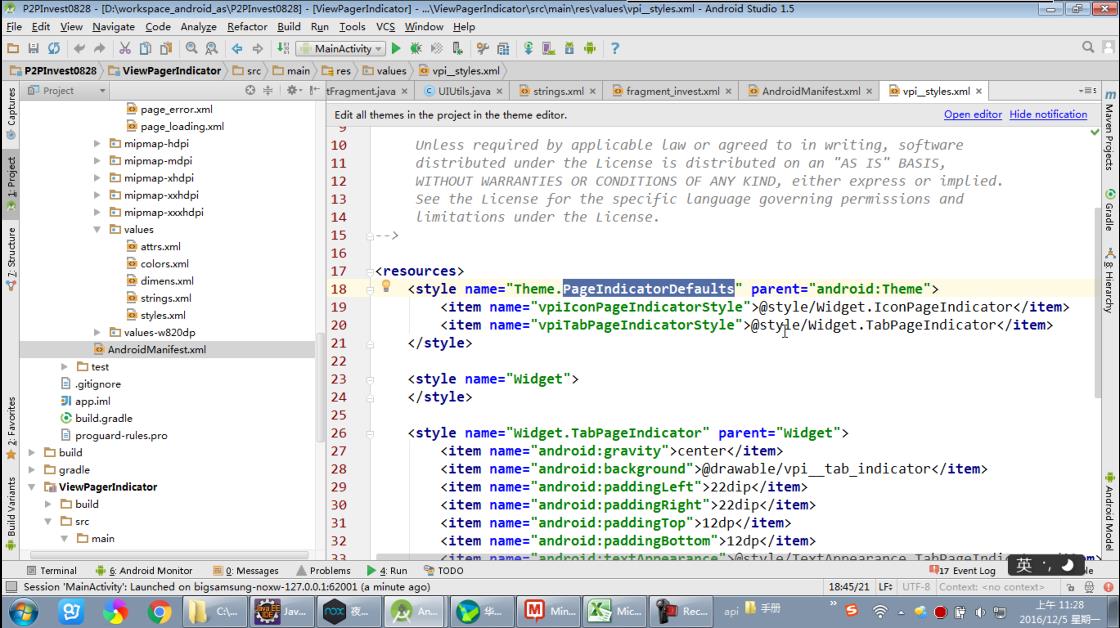 P2PInvest0828 - [D:\workspace_android_as\P2PInvest0828] - [ViewPagerIndicator] - ...\ViewPagerIndicator\src\main\res\values\vpi__styles.xml - Android Studio 1.5
File Edit View Navigate Code Analyze Refactor Build Run Tools VCS Window Help
MainActivity
P2PInvest0828 ViewPagerIndicator src main res values vpi__styles.xml
Project
tFragment.java UIUtils.java strings.xml fragment_invest.xml AndroidManifest.xml vpi__styles.xml
Edit all themes in the project in the theme editor. Open editor Hide notification
Captures
1: Project
7: Structure
2: Favorites
Build Variants
page_error.xml
page_loading.xml
mipmap-hdpi
mipmap-mdpi
mipmap-xhdpi
mipmap-xxhdpi
mipmap-xxxhdpi
values
attrs.xml
colors.xml
dimens.xml
strings.xml
styles.xml
values-w820dp
AndroidManifest.xml
test
.gitignore
app.iml
build.gradle
proguard-rules.pro
build
gradle
ViewPagerIndicator
build
src
main
9
10 Unless required by applicable law or agreed to in writing, software
11 distributed under the License is distributed on an "AS IS" BASIS,
12 WITHOUT WARRANTIES OR CONDITIONS OF ANY KIND, either express or implied.
13 See the License for the specific language governing permissions and
14 limitations under the License.
15 -->
16
17 <resources>
18 <style name="Theme.PageIndicatorDefaults" parent="android:Theme">
19 <item name="vpiIconPageIndicatorStyle">@style/Widget.IconPageIndicator</item>
20 <item name="vpiTabPageIndicatorStyle">@style/Widget.TabPageIndicator</item>
21 </style>
22
23 <style name="Widget">
24 </style>
25
26 <style name="Widget.TabPageIndicator" parent="Widget">
27 <item name="android:gravity">center</item>
28 <item name="android:background">@drawable/vpi__tab_indicator</item>
29 <item name="android:paddingLeft">22dip</item>
30 <item name="android:paddingRight">22dip</item>
31 <item name="android:paddingTop">12dp</item>
32 <item name="android:paddingBottom">12dp</item>
33 <item name="android:textAppearance">@style/TextAppearance.TabPageIndic
Maven Projects
Gradle
Hierarchy
Android Model
Terminal 6: Android Monitor 0: Messages Problems 4: Run TODO 17 Event Log
英
Session 'MainActivity': Launched on bigsamsung-noxw-127.0.0.1:62001 (a minute ago) 18:45/21 LF÷ UTF-8 Context: <no context>
C:\... Jav... 夜... An... 华... Min... Mic... Rec... api 手册 上午 11:28
2016/12/5 星期一